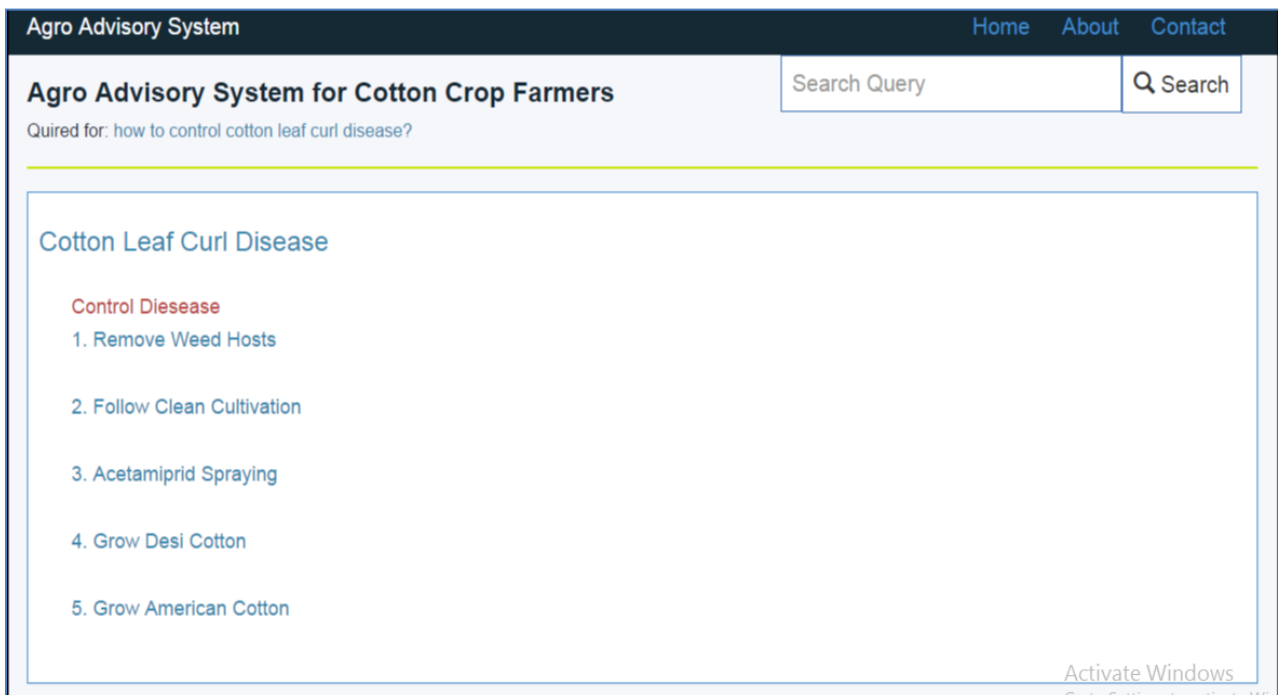 Agro Advisory System Home About Contact
Search Query Search
Agro Advisory System for Cotton Crop Farmers
Quired for: how to control cotton leaf curl disease?
Cotton Leaf Curl Disease
Control Diesease
1. Remove Weed Hosts
2. Follow Clean Cultivation
3. Acetamiprid Spraying
4. Grow Desi Cotton
5. Grow American Cotton
Activate Windows